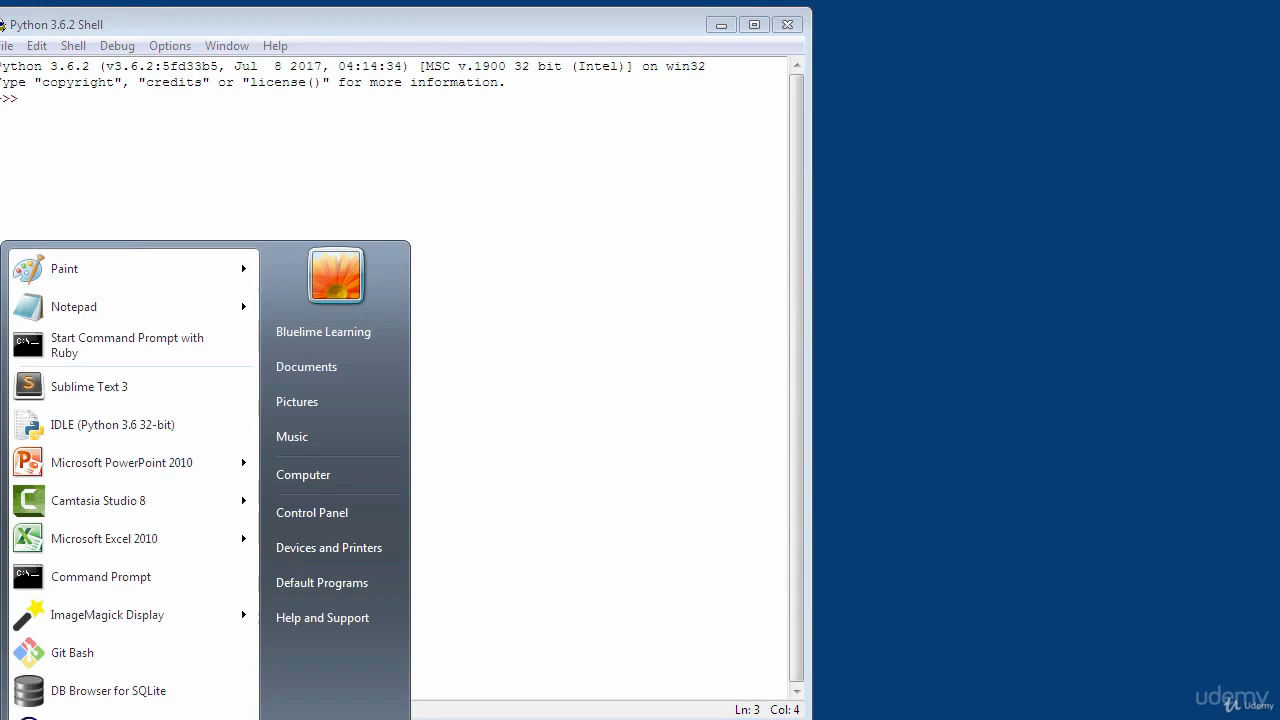 Python 3.6.2 Shell
ile Edit Shell Debug Options Window Help
ython 3.6.2 (v3.6.2:5fd33b5, Jul  8 2017, 04:14:34) [MSC v.1900 32 bit (Intel)] on win32
ype "copyright", "credits" or "license()" for more information.
>>>
Paint
Notepad
Start Command Prompt with
Ruby
Sublime Text 3
IDLE (Python 3.6 32-bit)
Microsoft PowerPoint 2010
Camtasia Studio 8
Microsoft Excel 2010
Command Prompt
ImageMagick Display
Git Bash
DB Browser for SQLite
Bluelime Learning
Documents
Pictures
Music
Computer
Control Panel
Devices and Printers
Default Programs
Help and Support
Ln: 3 Col: 4
udemy
Udemy